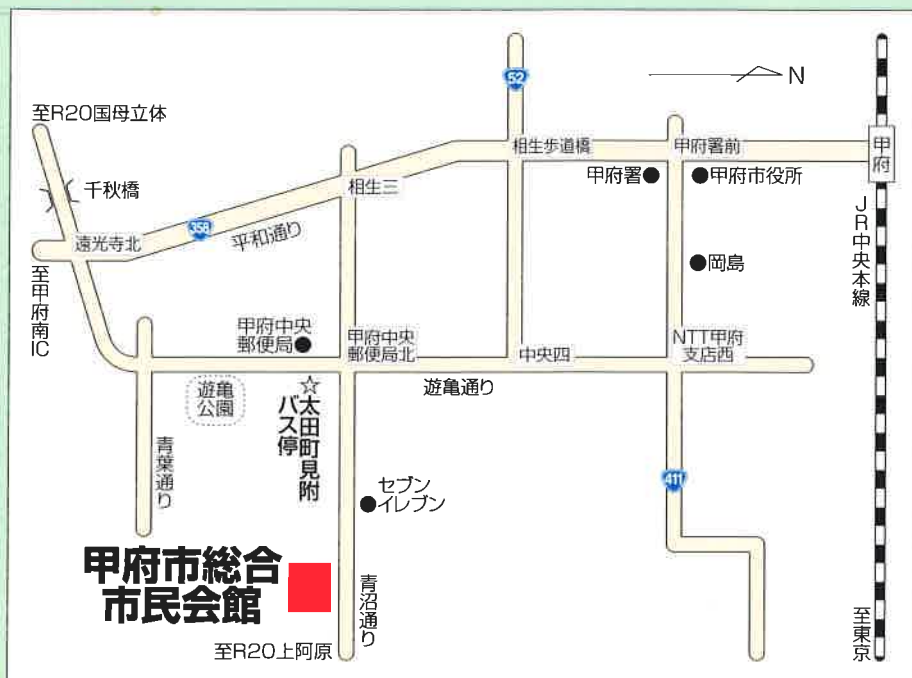 52
N
至R20国母立体
相生歩道橋
甲府署前
甲府
甲府署●
●甲府市役所
千秋橋
相生三
JR中央本線
358
平和通り
遠光寺北
●岡島
至甲府南IC
甲府中央
郵便局●
甲府中央
郵便局北
中央四
NTT甲府
支店西
遊亀通り
遊亀
公園
☆太田町見附
バス停
青葉通り
411
セブン
●イレブン
甲府市総合
市民会館
青沼通り
至R20上阿原
至東京